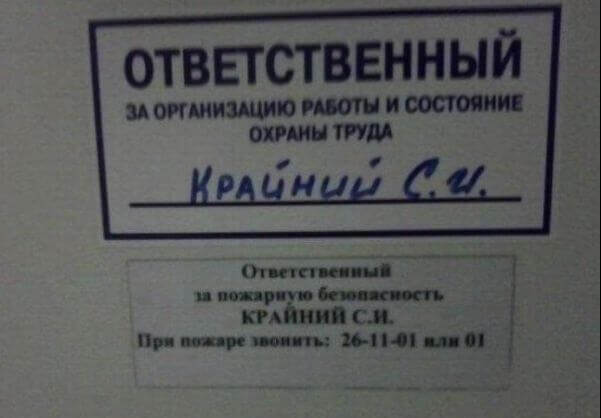 ОТВЕТСТВЕННЫЙ
ЗА ОРГАНИЗАЦИЮ РАБОТЫ И СОСТОЯНИЕ
ОХРАНЫ ТРУДА
КРАЙНИЙ С.И.
Ответственный
за пожарную безопасность
КРАЙНИЙ С.И.
При пожаре звонить: 26-11-01 или 01